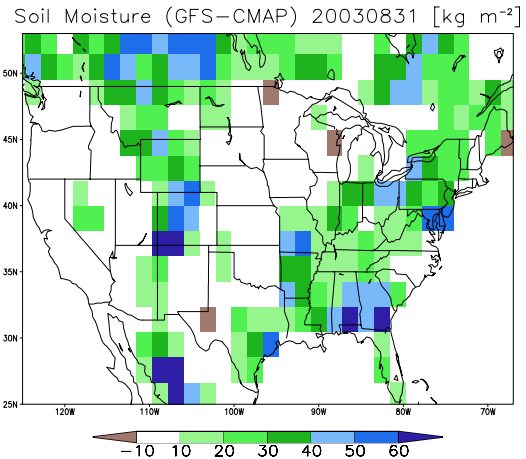 Soil Moisture (GFS−CMAP) 20030831 [kg m⁻²]
50N
45N
40N
35N
30N
25N
120W 110W 100W 90W 80W 70W
−10 10 20 30 40 50 60